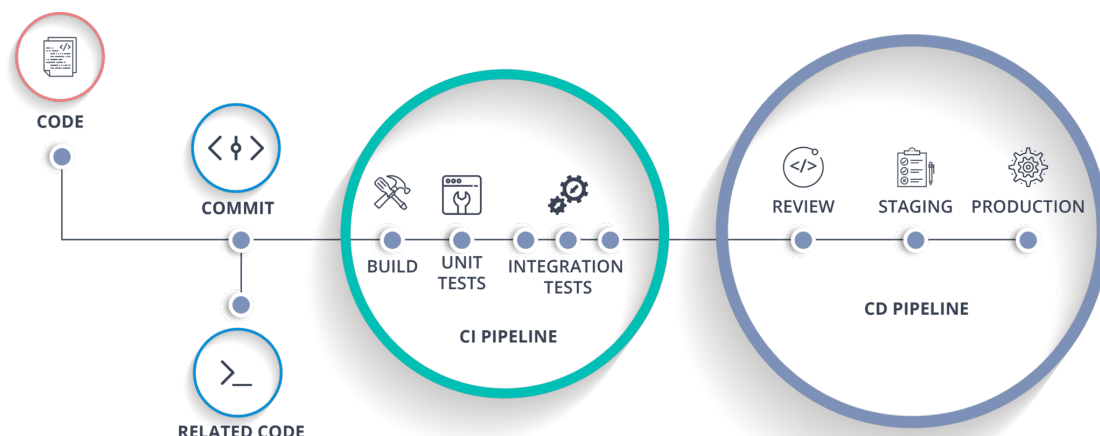 CODE
COMMIT
RELATED CODE
BUILD
UNIT
TESTS
INTEGRATION
TESTS
CI PIPELINE
REVIEW
STAGING
PRODUCTION
CD PIPELINE